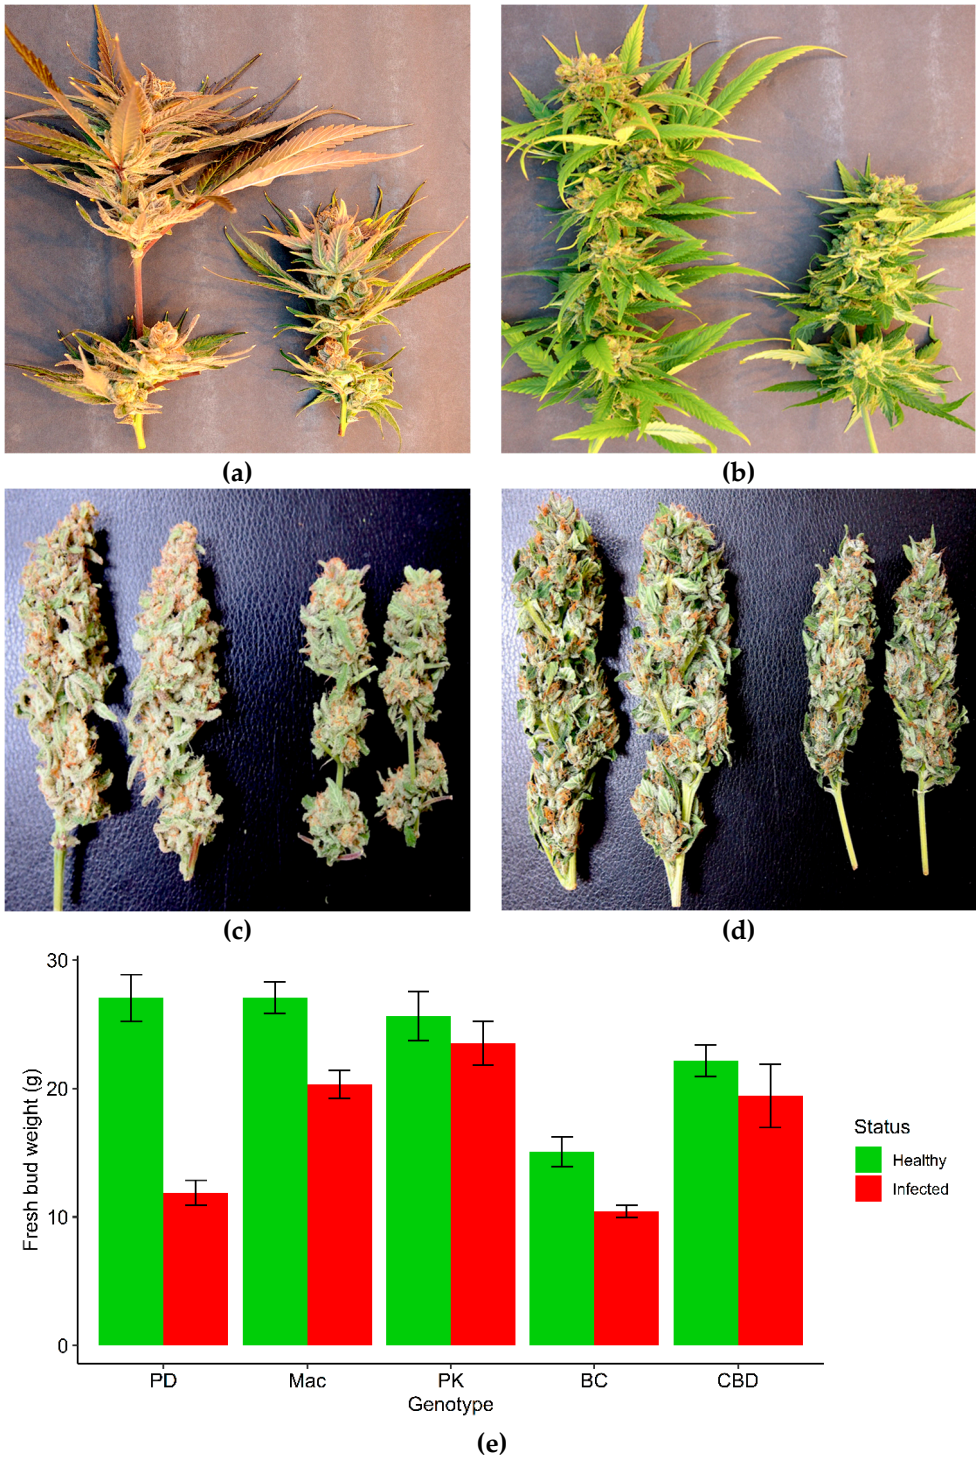 (a)
(b)
(c)
(d)
30
20
10
0
Fresh bud weight (g)
PD
Mac
PK
BC
CBD
Genotype
Status
Healthy
Infected
(e)